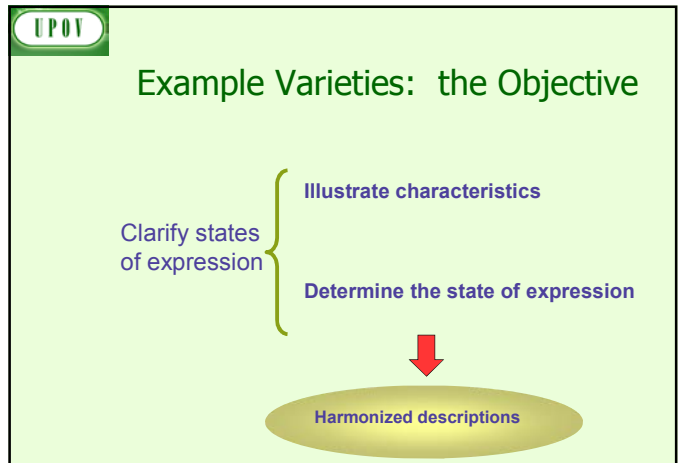 UPOV
Example Varieties: the Objective
Illustrate characteristics
Clarify states
of expression
Determine the state of expression
Harmonized descriptions